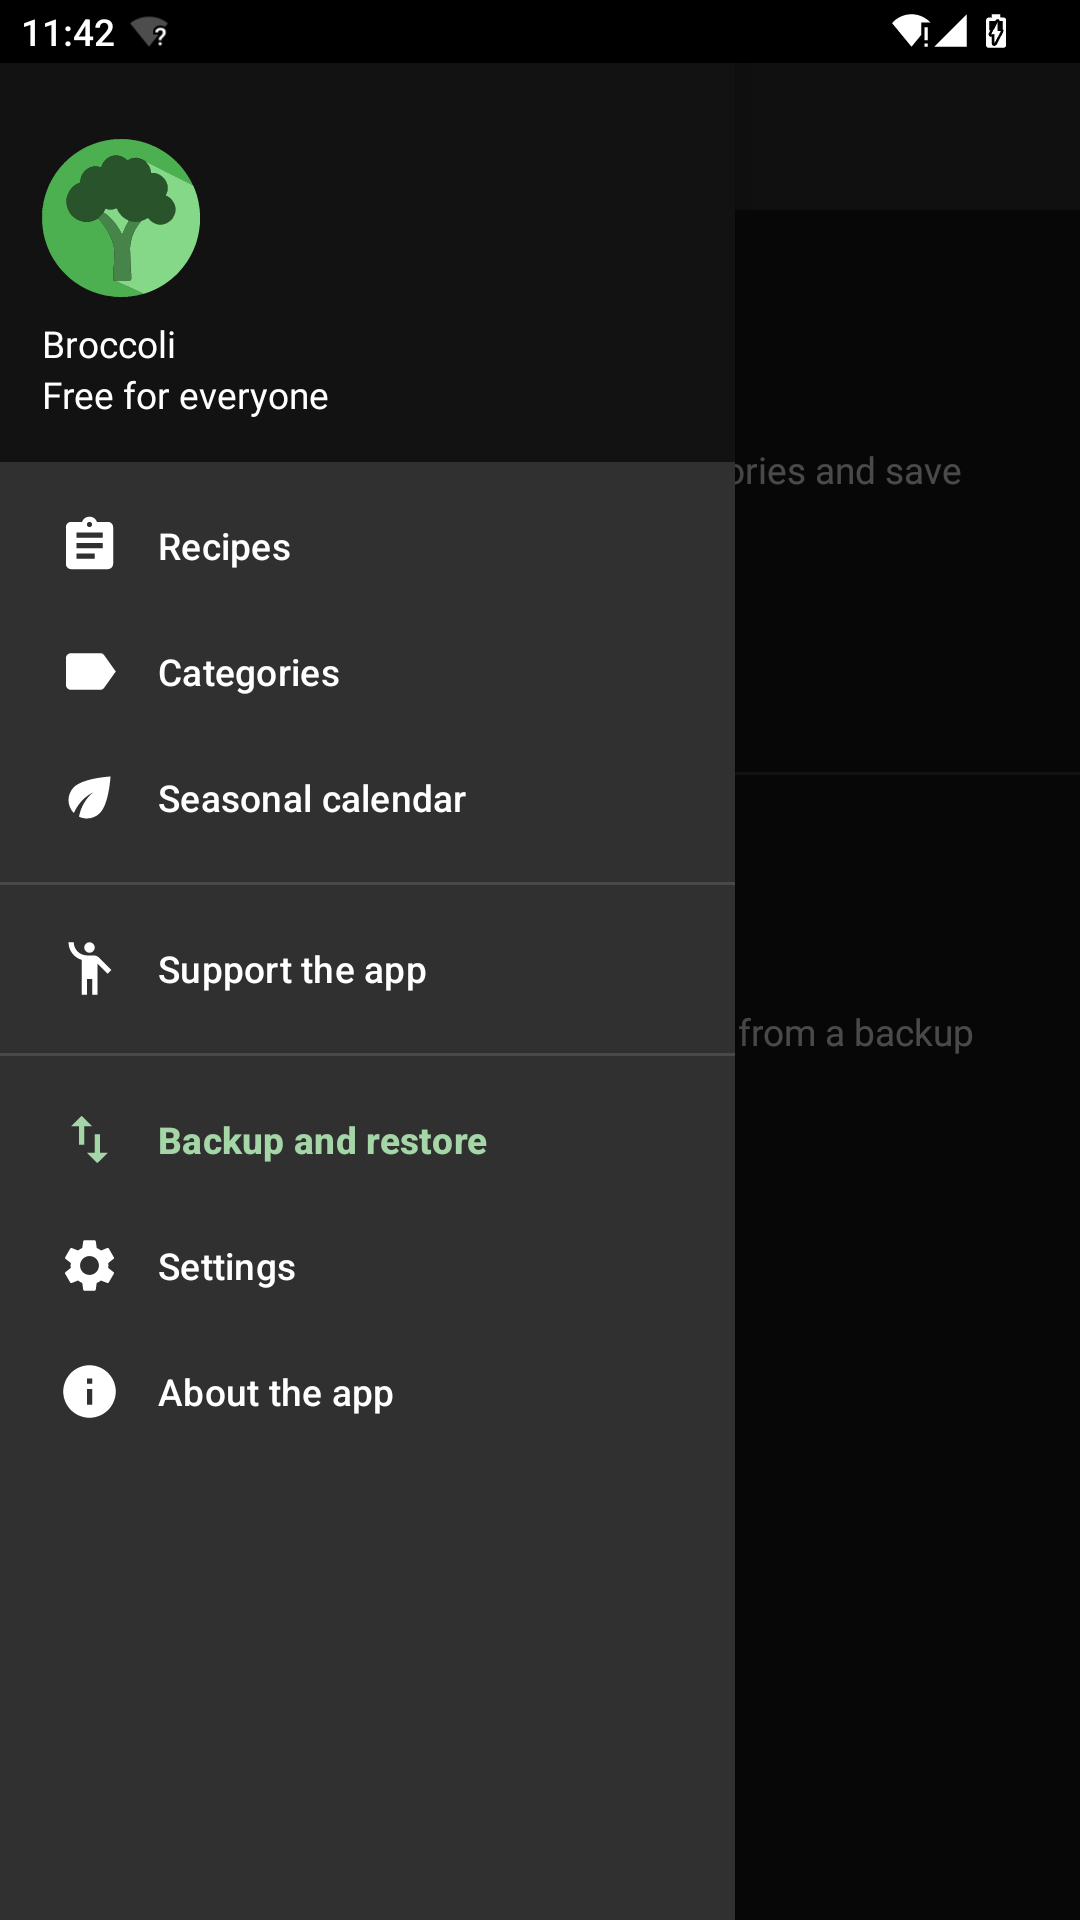 11:42
Broccoli
Free for everyone
ories and save
Recipes
Categories
Seasonal calendar
Support the app
from a backup
Backup and restore
Settings
About the app